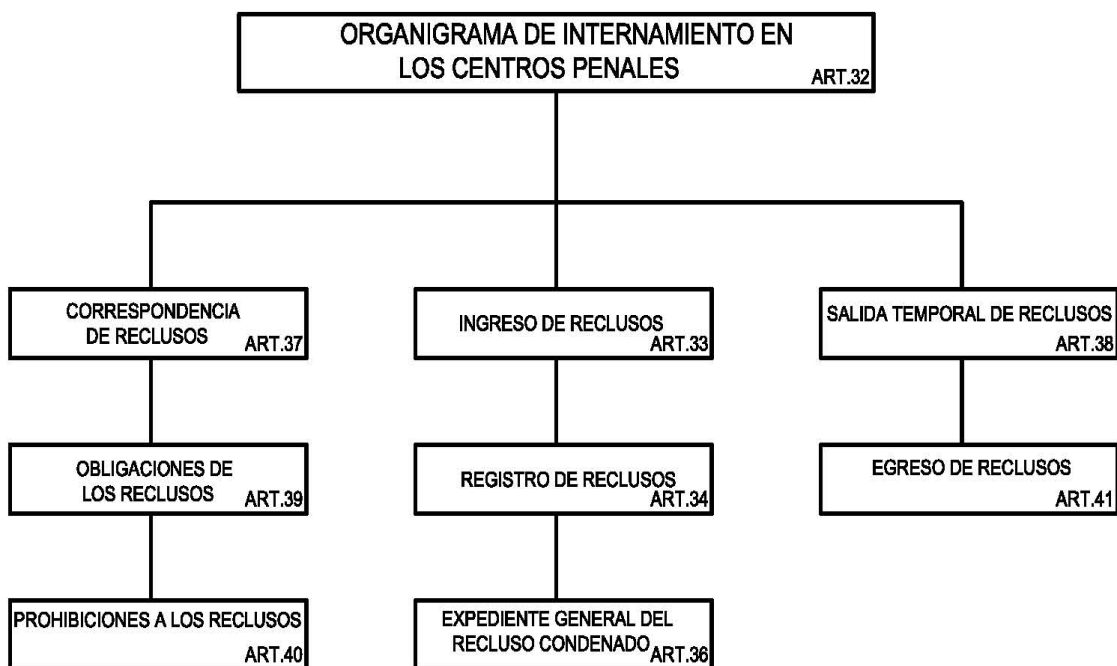 ORGANIGRAMA DE INTERNAMIENTO EN
LOS CENTROS PENALES
ART.32
CORRESPONDENCIA
DE RECLUSOS
ART.37
INGRESO DE RECLUSOS
ART.33
SALIDA TEMPORAL DE RECLUSOS
ART.38
OBLIGACIONES DE
LOS RECLUSOS
ART.39
REGISTRO DE RECLUSOS
ART.34
EGRESO DE RECLUSOS
ART.41
PROHIBICIONES A LOS RECLUSOS
ART.40
EXPEDIENTE GENERAL DEL
RECLUSO CONDENADO
ART.36